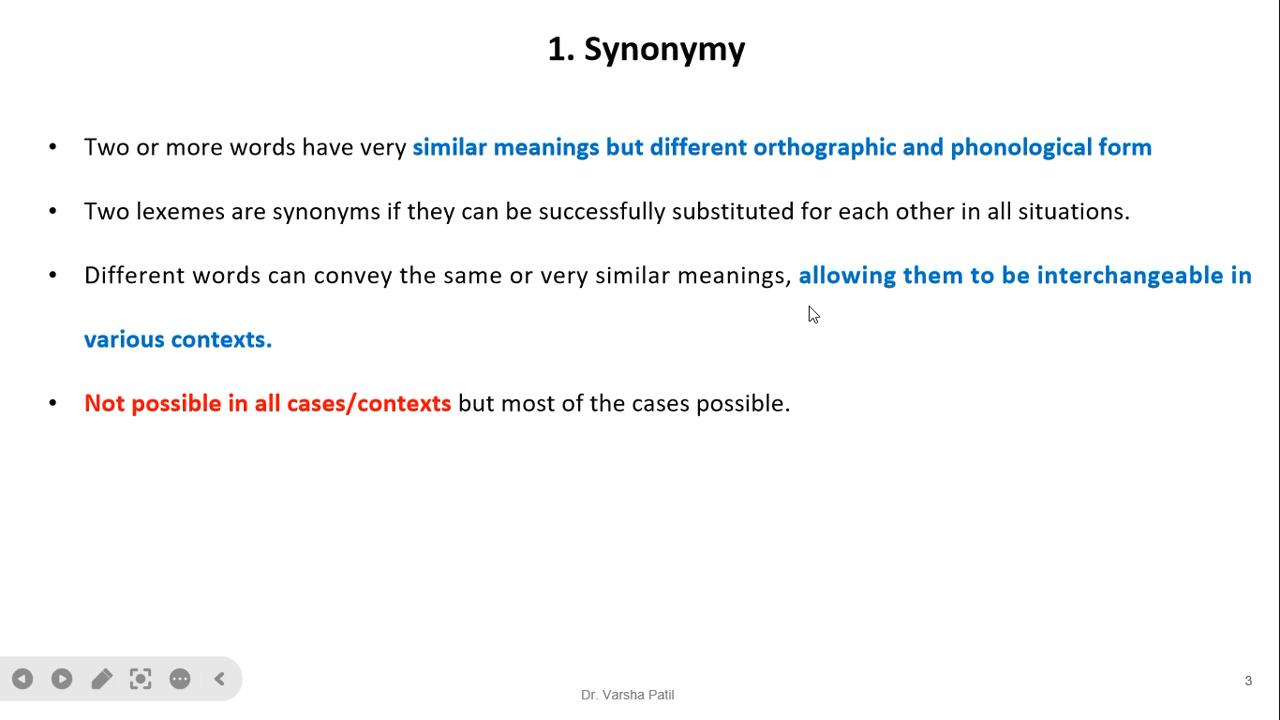 1. Synonymy
• Two or more words have very similar meanings but different orthographic and phonological form
• Two lexemes are synonyms if they can be successfully substituted for each other in all situations.
• Different words can convey the same or very similar meanings, allowing them to be interchangeable in
various contexts.
• Not possible in all cases/contexts but most of the cases possible.
Dr. Varsha Patil
3